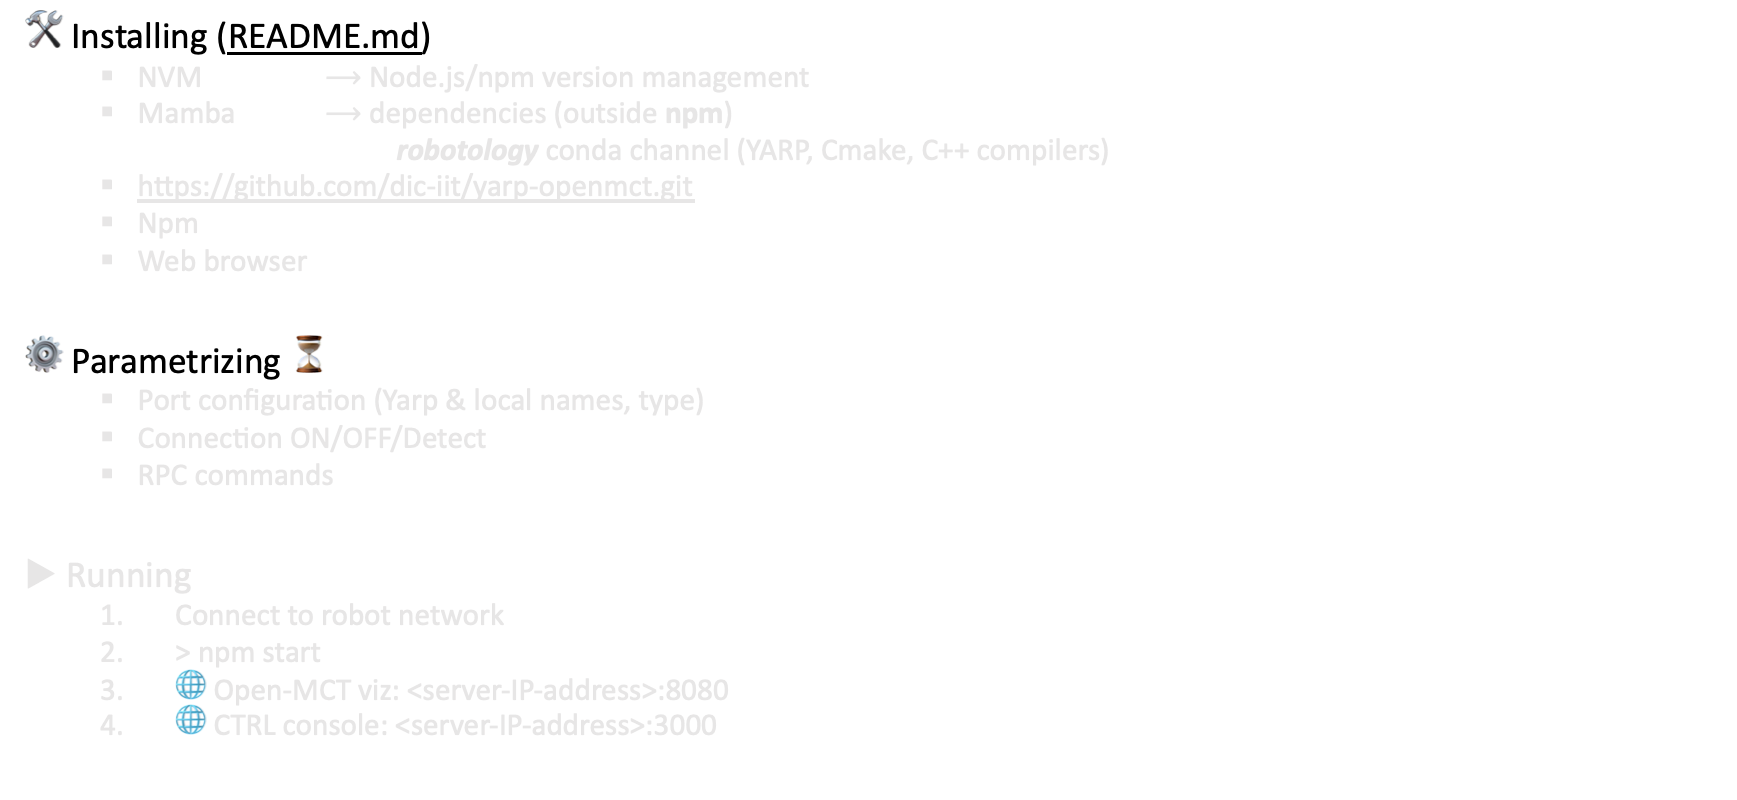 🛠 Installing (README.md)
▪ NVM ⟶ Node.js/npm version management
▪ Mamba ⟶ dependencies (outside npm)
robotology conda channel (YARP, Cmake, C++ compilers)
▪ https://github.com/dic-iit/yarp-openmct.git
▪ Npm
▪ Web browser
⚙ Parametrizing ⏳
▪ Port configuration (Yarp & local names, type)
▪ Connection ON/OFF/Detect
▪ RPC commands
▶ Running
1. Connect to robot network
2. > npm start
3. 🌐 Open-MCT viz: <server-IP-address>:8080
4. 🌐 CTRL console: <server-IP-address>:3000